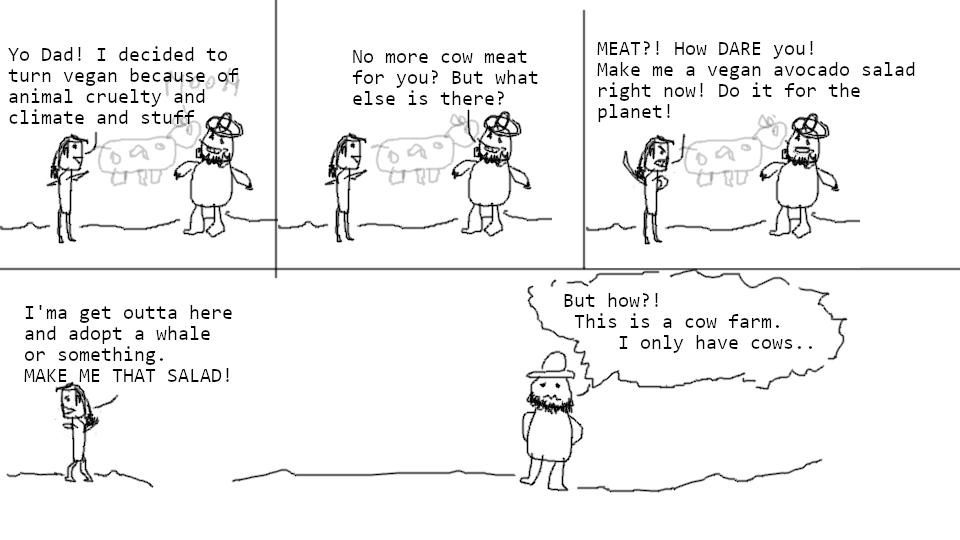 Yo Dad! I decided to
turn vegan because of
animal cruelty and
climate and stuff
No more cow meat
for you? But what
else is there?
MEAT?! How DARE you!
Make me a vegan avocado salad
right now! Do it for the
planet!
I'ma get outta here
and adopt a whale
or something.
MAKE ME THAT SALAD!
But how?!
This is a cow farm.
I only have cows..